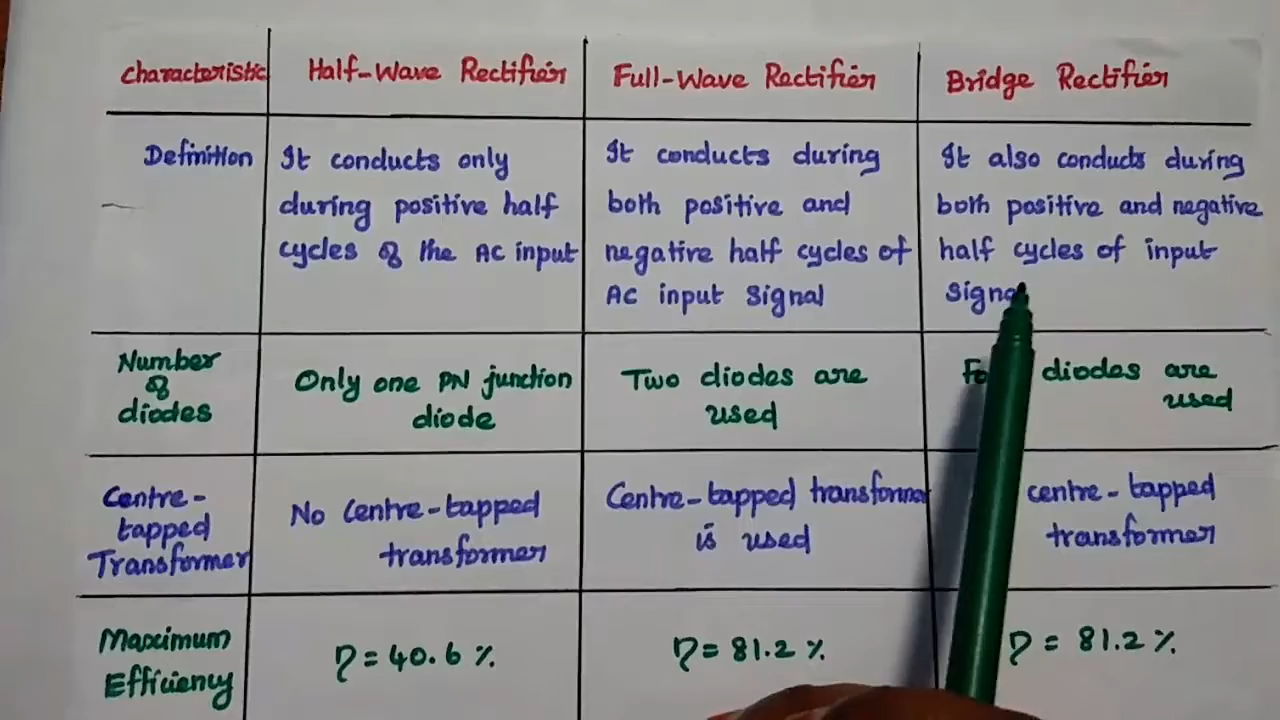 Characteristic Half-Wave Rectifier Full-Wave Rectifier Bridge Rectifier
Definition
It conducts only
during positive half
cycles of the AC input
It conducts during
both positive and
negative half cycles of
AC input signal
It also conducts during
both positive and negative
half cycles of input
Number
of
diodes
Only one PN junction
diode
Two diodes are
used
diodes are
used
Centre-
tapped
Transformer
No Centre-tapped
transformer
Centre-tapped
is used
centre-tapped
transformer
Maximum
Efficiency
η = 40.6 %
η = 81.2 %
η = 81.2 %